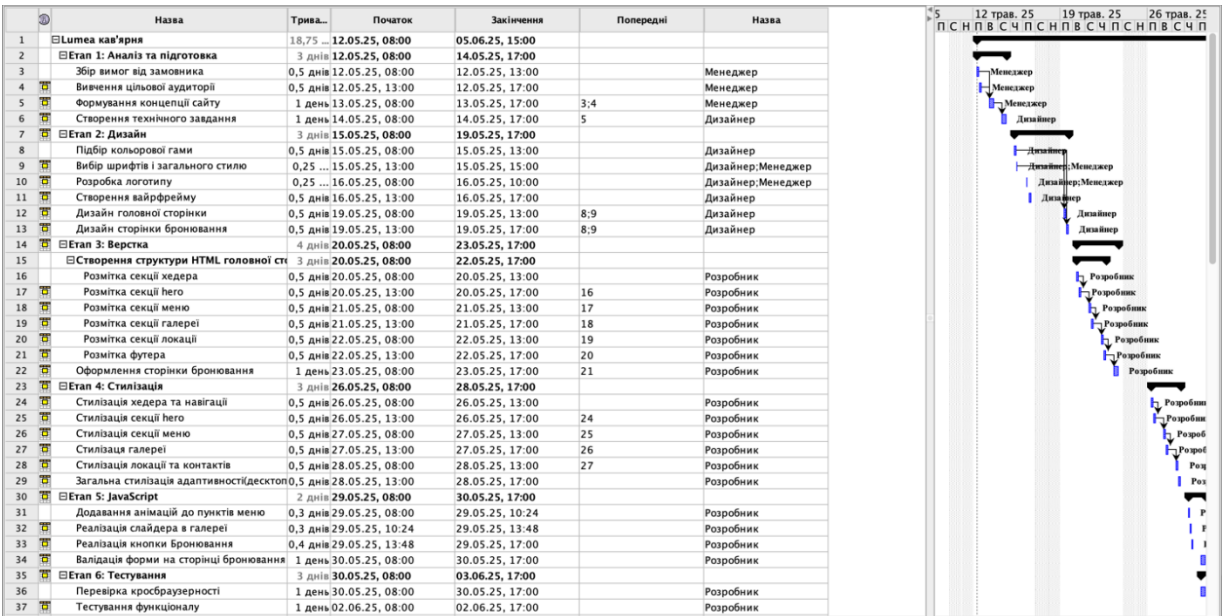 Назва Трива... Початок Закінчення Попередні Назва 5 12 трав. 25 19 трав. 25 26 трав. 25
П С Н П В С Ч П С Н П В С Ч П С Н П В С Ч П
1 Lumea кав'ярня 18,75 ... 12.05.25, 08:00 05.06.25, 15:00
2 Етап 1: Аналіз та підготовка 3 дні 12.05.25, 08:00 14.05.25, 17:00
3 Збір вимог від замовника 0,5 днів 12.05.25, 08:00 12.05.25, 13:00 Менеджер Менеджер
4 Вивчення цільової аудиторії 0,5 днів 12.05.25, 13:00 12.05.25, 17:00 Менеджер Менеджер
5 Формування концепції сайту 1 день 13.05.25, 08:00 13.05.25, 17:00 3;4 Менеджер Менеджер
6 Створення технічного завдання 1 день 14.05.25, 08:00 14.05.25, 17:00 5 Дизайнер Дизайнер
7 Етап 2: Дизайн 3 дні 15.05.25, 08:00 19.05.25, 17:00
8 Підбір кольорової гами 0,5 днів 15.05.25, 08:00 15.05.25, 13:00 Дизайнер Дизайнер
9 Вибір шрифтів і загального стилю 0,25 ... 15.05.25, 13:00 15.05.25, 15:00 Дизайнер;Менеджер Дизайнер;Менеджер
10 Розробка логотипу 0,25 ... 16.05.25, 08:00 16.05.25, 10:00 Дизайнер;Менеджер Дизайнер;Менеджер
11 Створення вайрфрейму 0,5 днів 16.05.25, 13:00 16.05.25, 17:00 Дизайнер Дизайнер
12 Дизайн головної сторінки 0,5 днів 19.05.25, 08:00 19.05.25, 13:00 8;9 Дизайнер Дизайнер
13 Дизайн сторінки бронювання 0,5 днів 19.05.25, 13:00 19.05.25, 17:00 8;9 Дизайнер Дизайнер
14 Етап 3: Верстка 4 днів 20.05.25, 08:00 23.05.25, 17:00
15 Створення структури HTML головної сто 3 днів 20.05.25, 08:00 22.05.25, 17:00
16 Розмітка секції хедера 0,5 днів 20.05.25, 08:00 20.05.25, 13:00 Розробник Розробник
17 Розмітка секції hero 0,5 днів 20.05.25, 13:00 20.05.25, 17:00 16 Розробник Розробник
18 Розмітка секції меню 0,5 днів 21.05.25, 08:00 21.05.25, 13:00 17 Розробник Розробник
19 Розмітка секції галереї 0,5 днів 21.05.25, 13:00 21.05.25, 17:00 18 Розробник Розробник
20 Розмітка секції локації 0,5 днів 22.05.25, 08:00 22.05.25, 13:00 19 Розробник Розробник
21 Розмітка футера 0,5 днів 22.05.25, 13:00 22.05.25, 17:00 20 Розробник Розробник
22 Оформлення сторінки бронювання 1 день 23.05.25, 08:00 23.05.25, 17:00 21 Розробник Розробник
23 Етап 4: Стилізація 3 днів 26.05.25, 08:00 28.05.25, 17:00
24 Стилізація хедера та навігації 0,5 днів 26.05.25, 08:00 26.05.25, 13:00 Розробник Розробник
25 Стилізація секції hero 0,5 днів 26.05.25, 13:00 26.05.25, 17:00 24 Розробник Розробни
26 Стилізація секції меню 0,5 днів 27.05.25, 08:00 27.05.25, 13:00 25 Розробник Розроб
27 Стилізаця галереї 0,5 днів 27.05.25, 13:00 27.05.25, 17:00 26 Розробник Розроб
28 Стилізація локації та контактів 0,5 днів 28.05.25, 08:00 28.05.25, 13:00 27 Розробник Роз
29 Загальна стилізація адаптивності(десктоп 0,5 днів 28.05.25, 13:00 28.05.25, 17:00 Розробник Роз
30 Етап 5: JavaScript 2 днів 29.05.25, 08:00 30.05.25, 17:00
31 Додавання анімацій до пунктів меню 0,3 днів 29.05.25, 08:00 29.05.25, 10:24 Розробник Р
32 Реалізація слайдера в галереї 0,3 днів 29.05.25, 10:24 29.05.25, 13:48 Розробник
33 Реалізація кнопки Бронювання 0,4 днів 29.05.25, 13:48 29.05.25, 17:00 Розробник
34 Валідація форми на сторінці бронювання 1 день 30.05.25, 08:00 30.05.25, 17:00 Розробник
35 Етап 6: Тестування 3 днів 30.05.25, 08:00 03.06.25, 17:00
36 Перевірка кросбраузерності 1 день 30.05.25, 08:00 30.05.25, 17:00 Розробник
37 Тестування функціоналу 1 день 02.06.25, 08:00 02.06.25, 17:00 Розробник